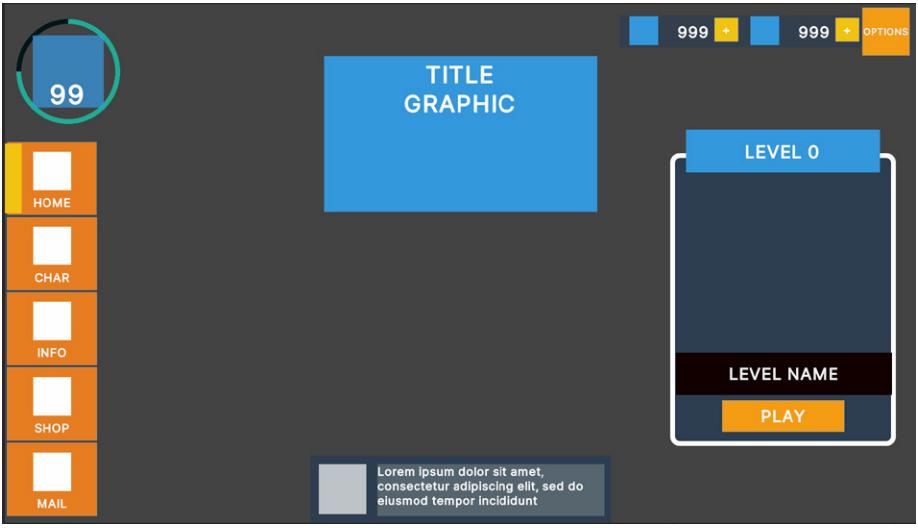 99
HOME
CHAR
INFO
SHOP
MAIL
TITLE
GRAPHIC
999 + 999 + OPTIONS
LEVEL 0
LEVEL NAME
PLAY
Lorem ipsum dolor sit amet,
consectetur adipiscing elit, sed do
eiusmod tempor incididunt